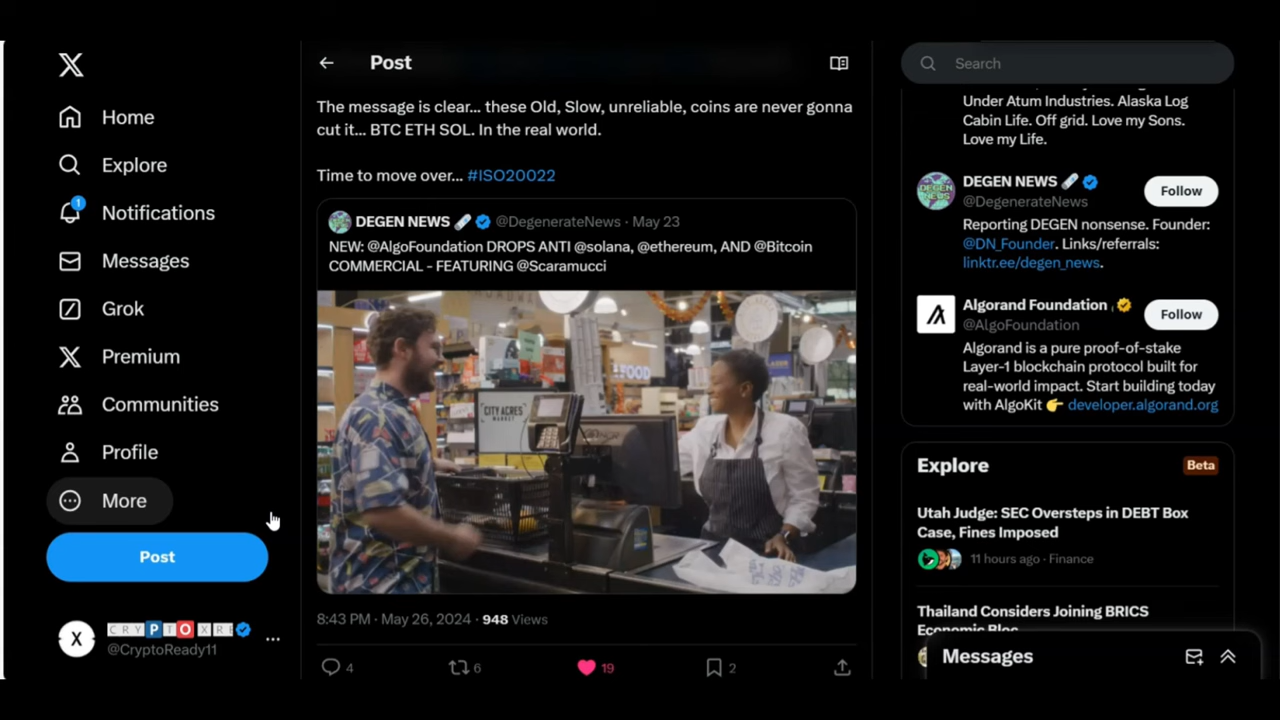 Home
Explore
1
Notifications
Messages
Grok
Premium
Communities
Profile
More
Post
CRYPTOXRE
@CryptoReady11
Post
The message is clear... these Old, Slow, unreliable, coins are never gonna
cut it... BTC ETH SOL. In the real world.
Time to move over... #ISO20022
DEGEN NEWS @DegenerateNews · May 23
NEW: @AlgoFoundation DROPS ANTI @solana, @ethereum, AND @Bitcoin
COMMERCIAL - FEATURING @Scaramucci
CITY ACRES
MARKET
FOOD
8:43 PM · May 26, 2024 · 948 Views
4
6
19
2
Search
Under Atum Industries. Alaska Log
Cabin Life. Off grid. Love my Sons.
Love my Life.
DEGEN NEWS
@DegenerateNews
Follow
Reporting DEGEN nonsense. Founder:
@DN_Founder. Links/referrals:
linktr.ee/degen_news.
Algorand Foundation
@AlgoFoundation
Follow
Algorand is a pure proof-of-stake
Layer-1 blockchain protocol built for
real-world impact. Start building today
with AlgoKit 👉 developer.algorand.org
Explore
Beta
Utah Judge: SEC Oversteps in DEBT Box
Case, Fines Imposed
11 hours ago · Finance
Thailand Considers Joining BRICS
Economic Bloc
Messages